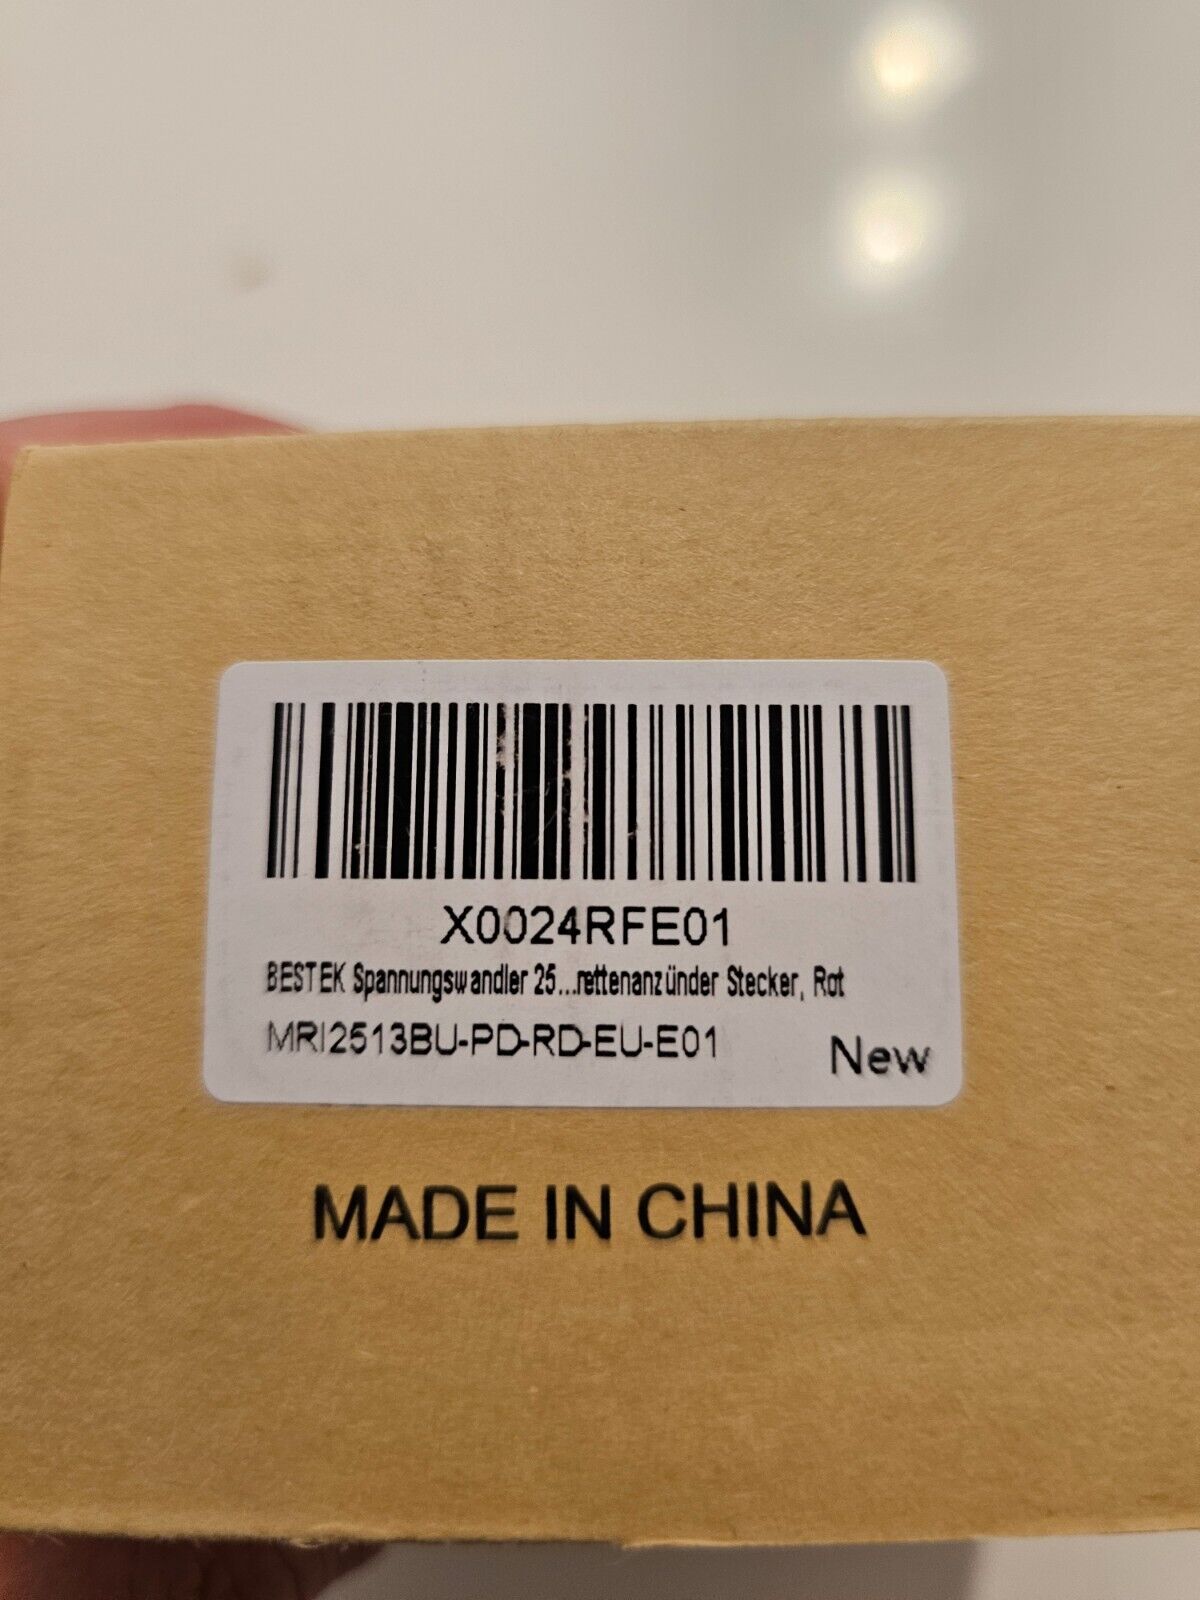 X0024RFE01
BESTEK Spannungswandler 25...rettenanzünder Stecker, Rot
MRI2513BU-PD-RD-EU-E01
New
MADE IN CHINA